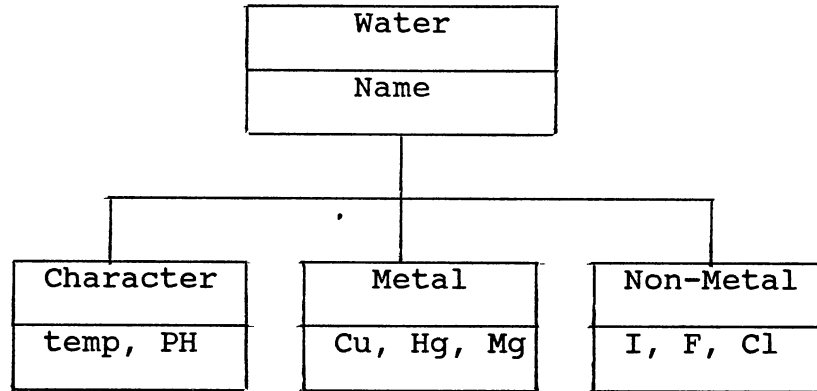 Water
Name
Character
Metal
Non-Metal
temp, PH
Cu, Hg, Mg
I, F, Cl